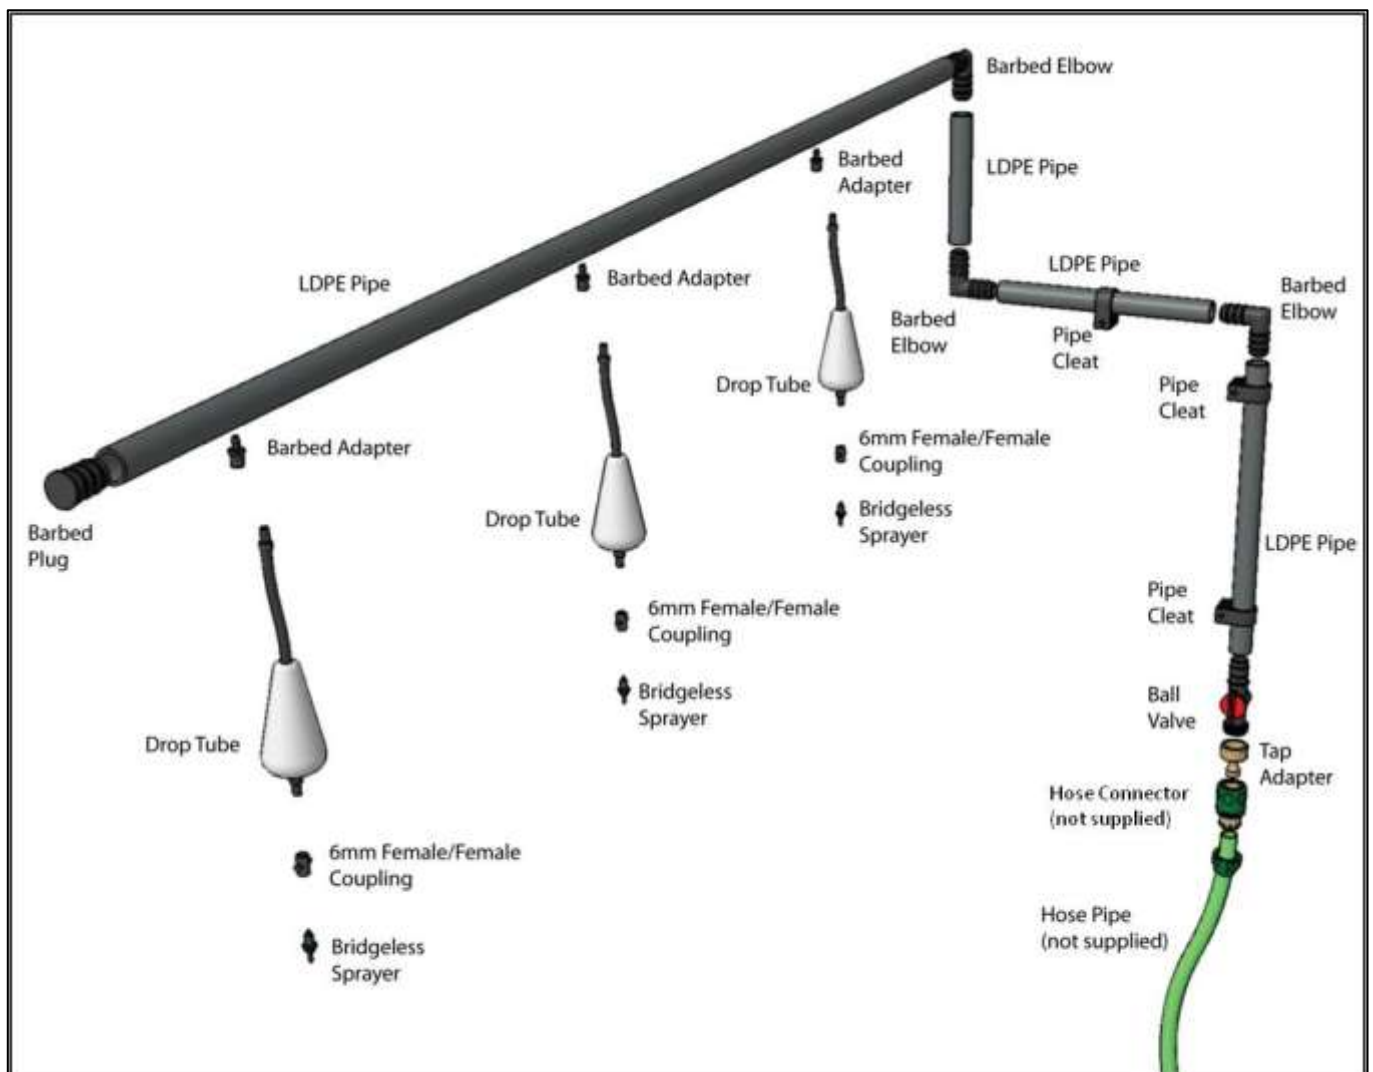 Barbed Elbow
LDPE Pipe
Barbed
Adapter
LDPE Pipe
Barbed Adapter
LDPE Pipe
Barbed
Elbow
Barbed
Elbow
Pipe
Cleat
Drop Tube
Pipe
Cleat
6mm Female/Female
Coupling
Barbed Adapter
Bridgeless
Sprayer
Drop Tube
Barbed
Plug
LDPE Pipe
Pipe
Cleat
6mm Female/Female
Coupling
Bridgeless
Sprayer
Ball
Valve
Drop Tube
Tap
Adapter
Hose Connector
(not supplied)
6mm Female/Female
Coupling
Hose Pipe
(not supplied)
Bridgeless
Sprayer